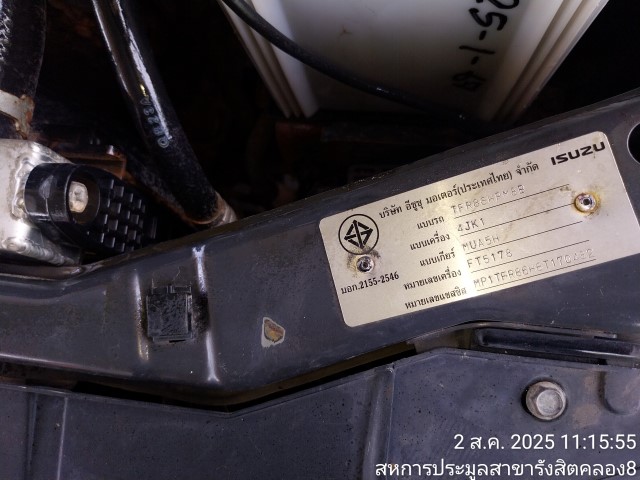 ISUZU
บริษัท อีซูซุ มอเตอร์(ประเทศไทย) จำกัด
แบบรถ
แบบเครื่อง 4JK1
แบบเกียร์ MUA5H
หมายเลขเครื่อง FT5178
หมายเลขแชสซิส
มอก.2155-2546
2 ส.ค. 2025 11:15:55
สหการประมูลสาขารังสิตคลอง8